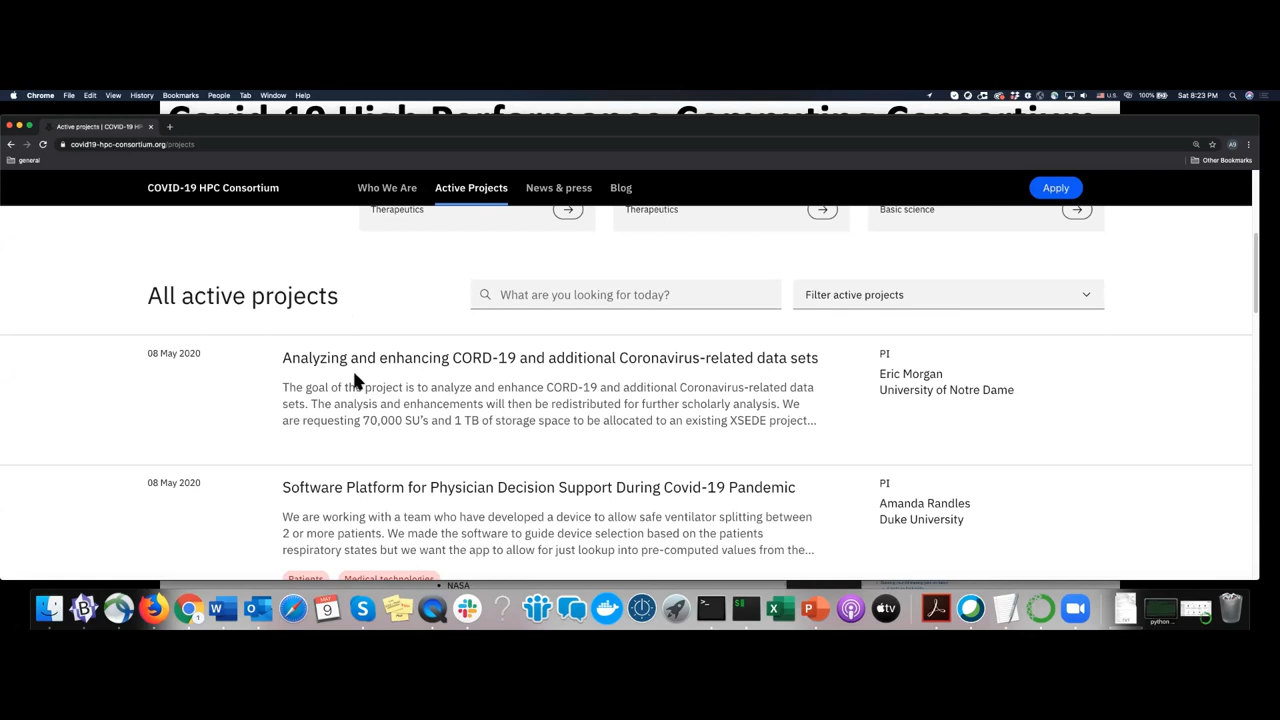 Chrome File Edit View History Bookmarks People Tab Window Help U.S. 100% Sat 8:23 PM
Covid-19 High Performance Computing Consortium
Active projects | COVID-19 H
covid19-hpc-consortium.org/projects
general Other Bookmarks
COVID-19 HPC Consortium Who We Are Active Projects News & press Blog Apply
Therapeutics Therapeutics Basic science
All active projects What are you looking for today? Filter active projects
08 May 2020
Analyzing and enhancing CORD-19 and additional Coronavirus-related data sets
The goal of the project is to analyze and enhance CORD-19 and additional Coronavirus-related data
sets. The analysis and enhancements will then be redistributed for further scholarly analysis. We
are requesting 70,000 SU's and 1 TB of storage space to be allocated to an existing XSEDE project...
PI
Eric Morgan
University of Notre Dame
08 May 2020
Software Platform for Physician Decision Support During Covid-19 Pandemic
We are working with a team who have developed a device to allow safe ventilator splitting between
2 or more patients. We made the software to guide device selection based on the patients
respiratory states but we want the app to allow for just lookup into pre-computed values from the...
PI
Amanda Randles
Duke University
Patients Medical technologies
• NASA
9
tv
python ...